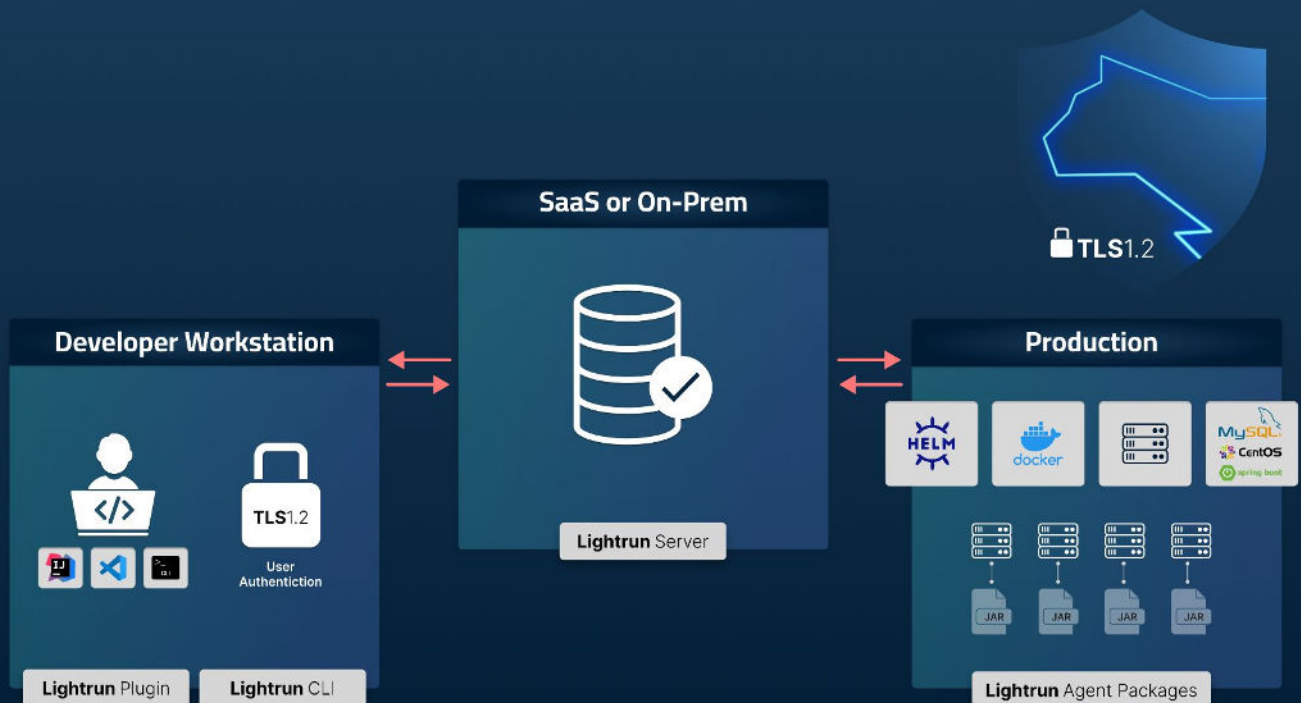 TLS1.2
SaaS or On-Prem
Lightrun Server
Developer Workstation
</>
IJ
TLS1.2
User
Authentiction
Lightrun Plugin
Lightrun CLI
Production
HELM
docker
MySQL
CentOS
spring boot
JAR
JAR
JAR
JAR
Lightrun Agent Packages